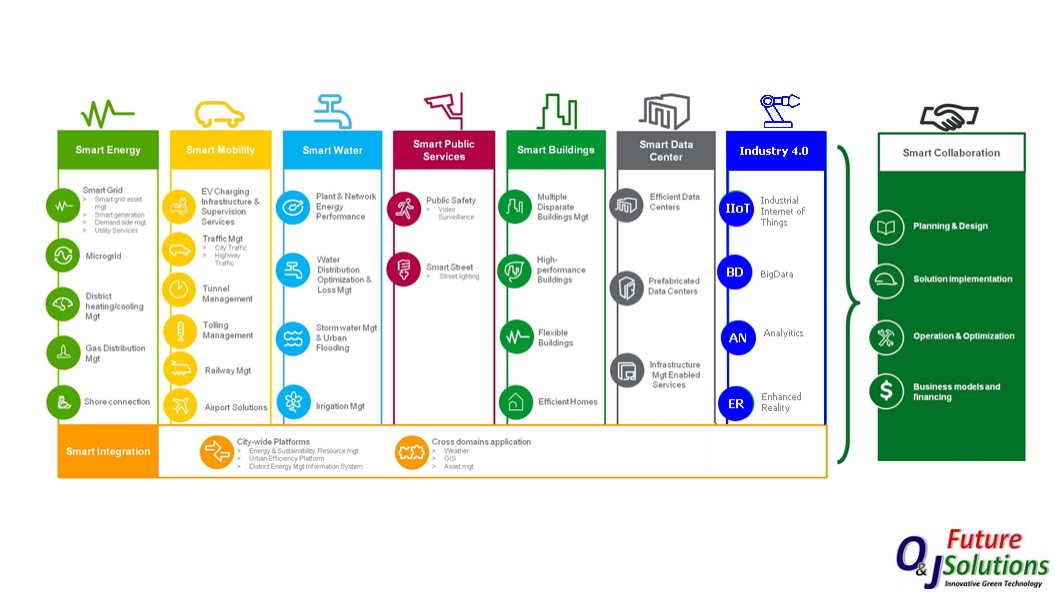 Smart Energy
Smart Grid
> Smart grid asset
mgt
> Smart generation
> Demand side mgt
> Utility Services
Microgrid
District
heating/cooling
Mgt
Gas Distribution
Mgt
Shore connection
Smart Mobility
EV Charging
Infrastructure &
Supervision
Services
Traffic Mgt
> City Traffic
> Highway
Traffic
Tunnel
Management
Tolling
Management
Railway Mgt
Airport Solutions
Smart Water
Plant & Network
Energy
Performance
Water
Distribution
Optimization &
Loss Mgt
Storm water Mgt
& Urban
Flooding
Irrigation Mgt
Smart Public
Services
Public Safety
> Video
Surveillance
Smart Street
> Street lighting
Smart Buildings
Multiple
Disparate
Buildings Mgt
High-
performance
Buildings
Flexible
Buildings
Efficient Homes
Smart Data
Center
Efficient Data
Centers
Prefabricated
Data Centers
Infrastructure
Mgt Enabled
Services
Industry 4.0
IIoT
Industrial
Internet of
Things
BD
BigData
AN
Analyitics
ER
Enhanced
Reality
Smart Integration
City-wide Platforms
> Energy & Sustainability Resource mgt
> Urban Efficiency Platform
> District Energy Mgt Information System
Cross domains application
> Weather
> GIS
> Asset mgt
Smart Collaboration
Planning & Design
Solution implementation
Operation & Optimization
$
Business models and
financing
O&J
Future
Solutions
Innovative Green Technology